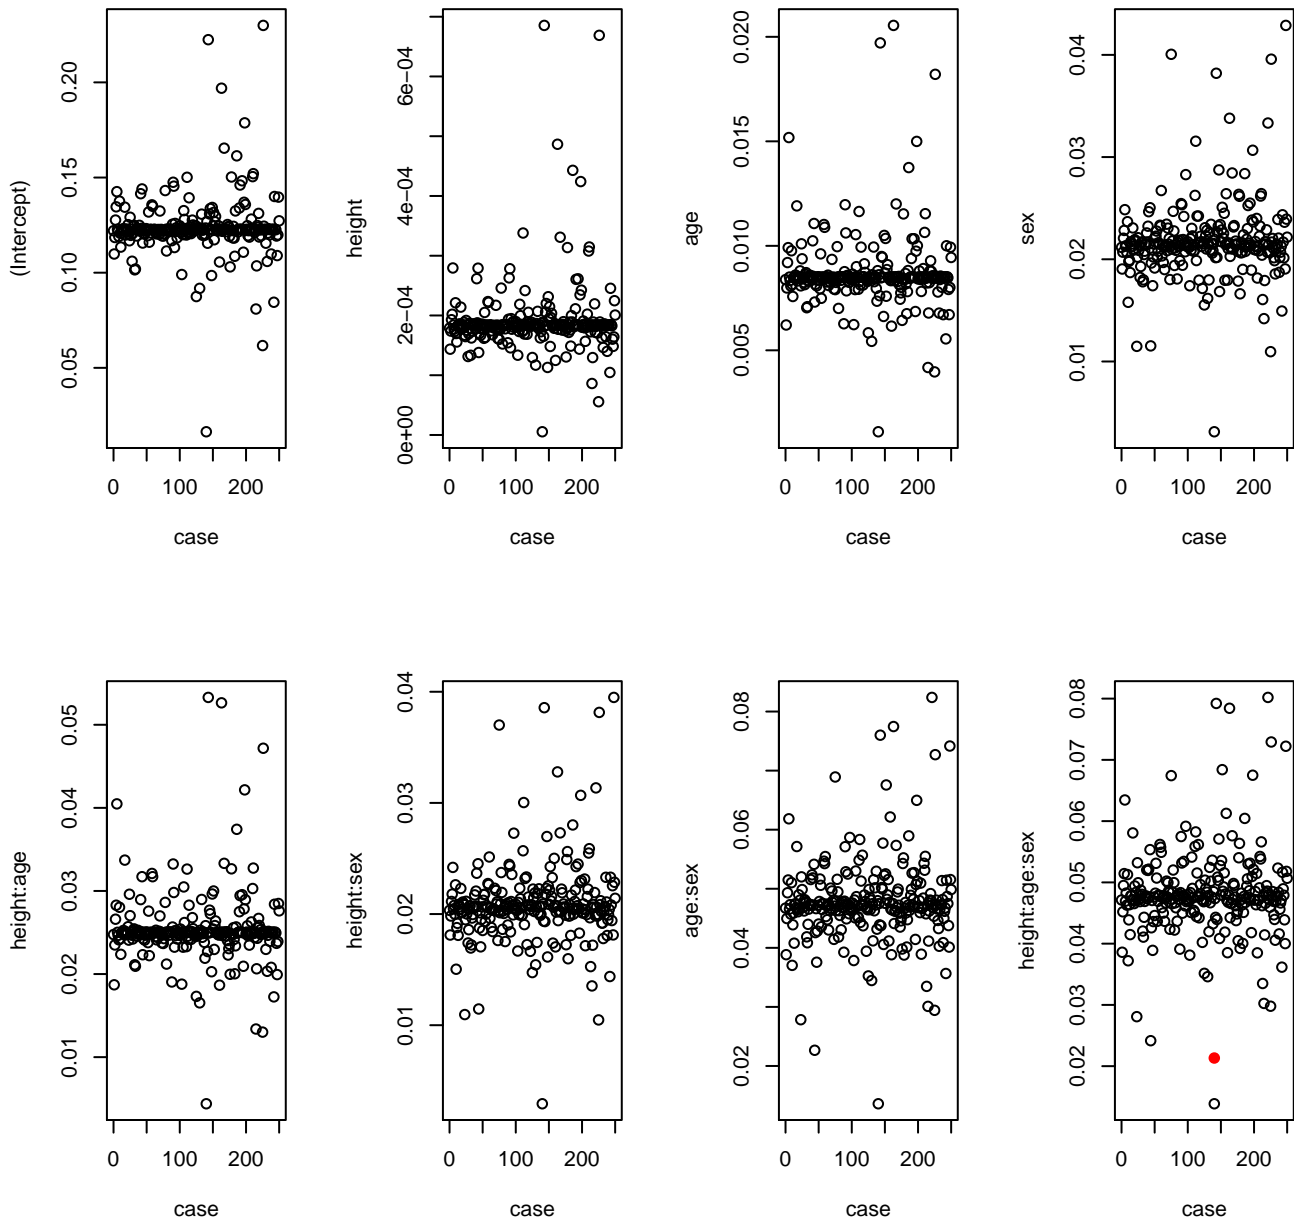 (Intercept)
0.05 0.10 0.15 0.20
0 100 200
case
height
0e+00 2e−04 4e−04 6e−04
0 100 200
case
age
0.005 0.010 0.015 0.020
0 100 200
case
sex
0.01 0.02 0.03 0.04
0 100 200
case
height:age
0.01 0.02 0.03 0.04 0.05
0 100 200
case
height:sex
0.01 0.02 0.03 0.04
0 100 200
case
age:sex
0.02 0.04 0.06 0.08
0 100 200
case
height:age:sex
0.02 0.03 0.04 0.05 0.06 0.07 0.08
0 100 200
case